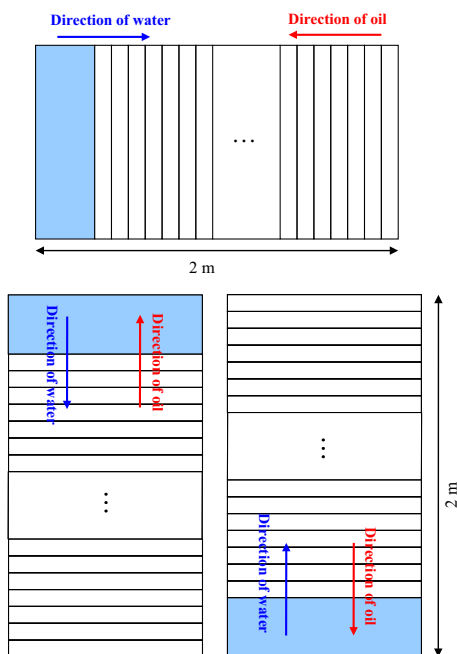 Direction of water
Direction of oil
…
2 m
Direction of water
Direction of oil
…
…
Direction of water
Direction of oil
2 m